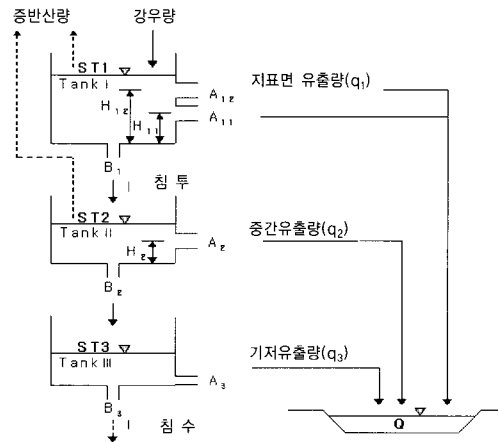 증반산량
강우량
ST1
Tank I
H12
H11
A12
A11
지표면 유출량(q1)
B1
침 투
ST2
Tank II
H2
A2
중간유출량(q2)
B2
ST3
Tank III
A3
기저유출량(q3)
B3
침 수
Q